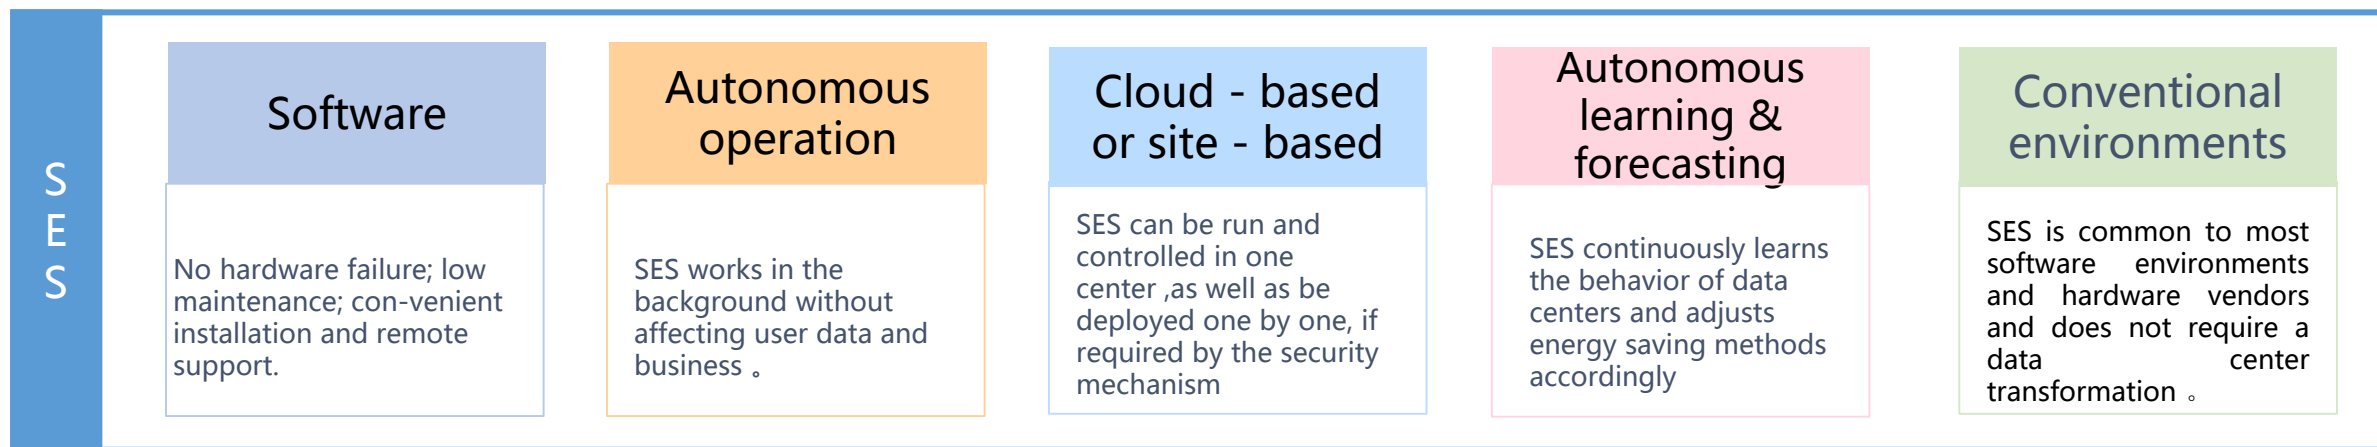 S
E
S
Software
No hardware failure; low
maintenance; con-venient
installation and remote
support.
Autonomous
operation
SES works in the
background without
affecting user data and
business 。
Cloud - based
or site - based
SES can be run and
controlled in one
center ,as well as be
deployed one by one, if
required by the security
mechanism
Autonomous
learning &
forecasting
SES continuously learns
the behavior of data
centers and adjusts
energy saving methods
accordingly
Conventional
environments
SES is common to most
software environments
and hardware vendors
and does not require a
data center
transformation 。